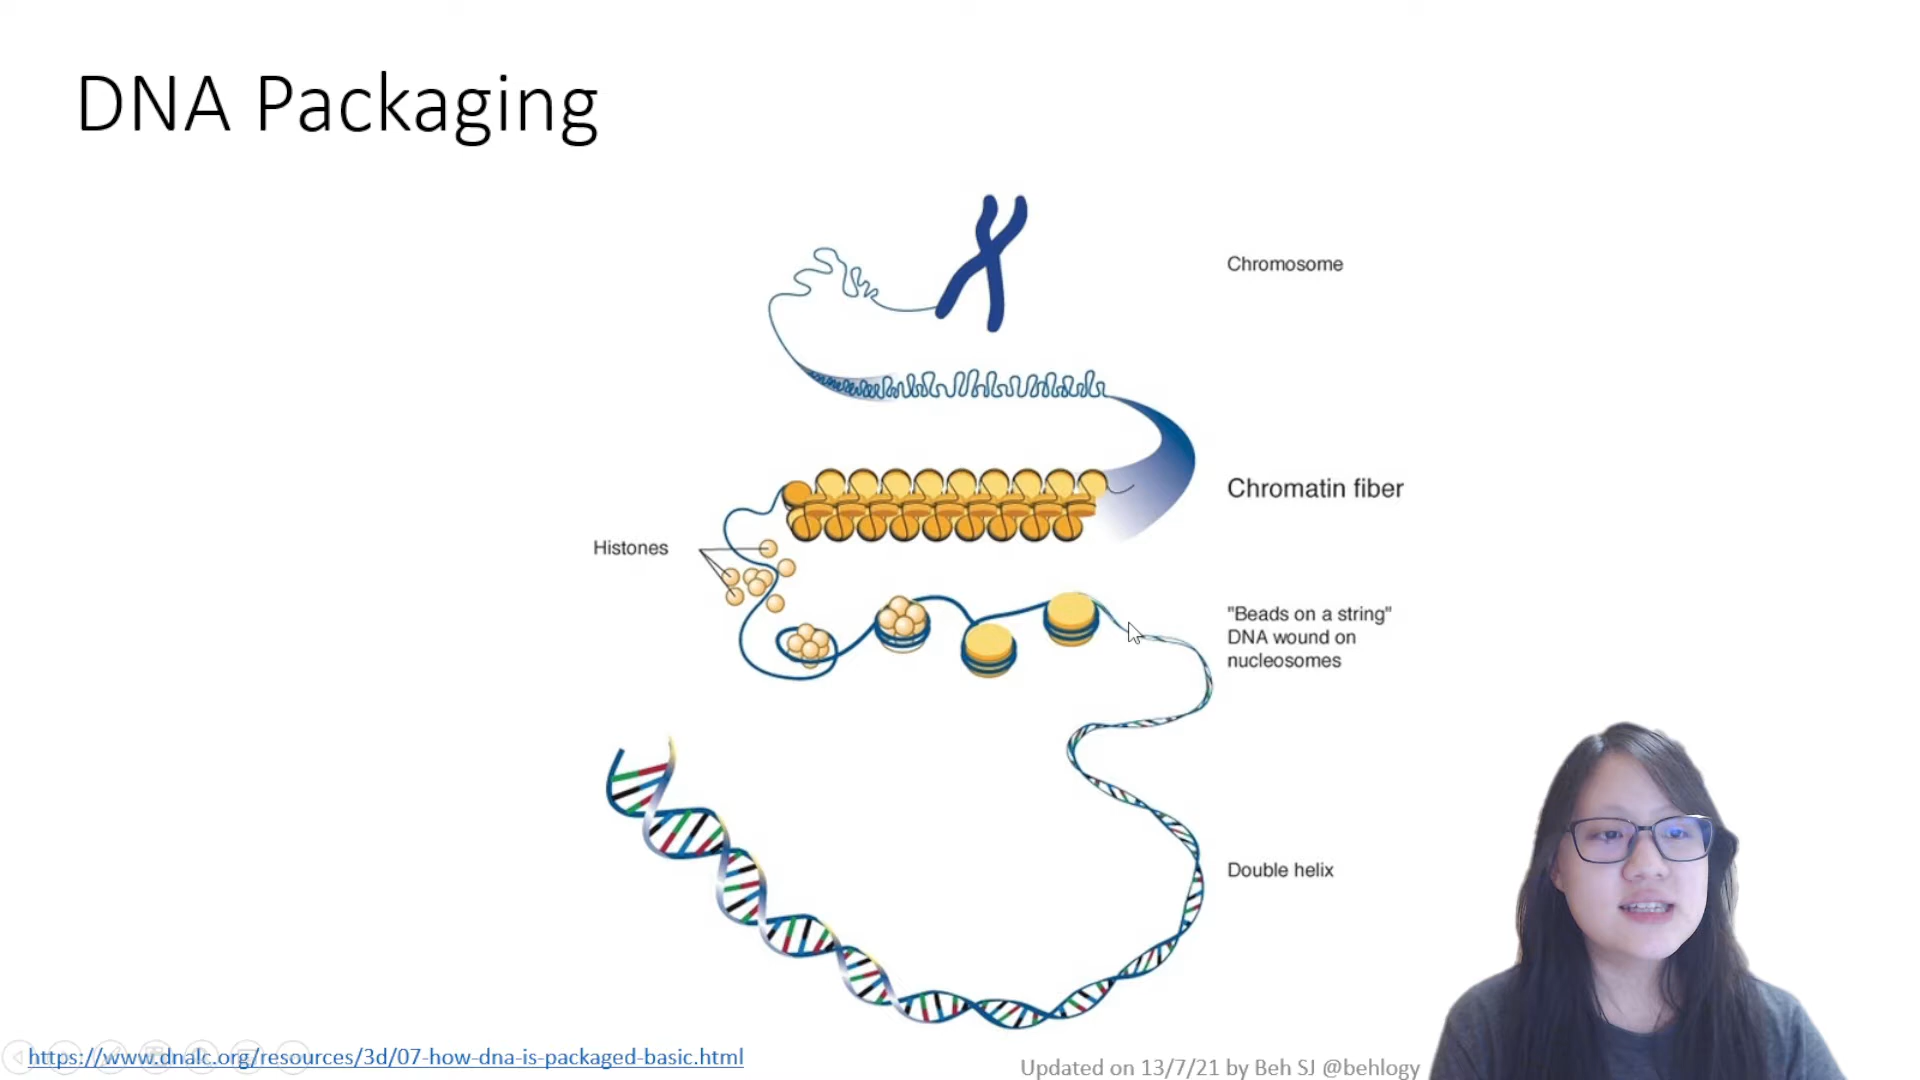 DNA Packaging
Chromosome
Chromatin fiber
Histones
"Beads on a string"
DNA wound on
nucleosomes
Double helix
https://www.dnalc.org/resources/3d/07-how-dna-is-packaged-basic.html
Updated on 13/7/21 by Beh SJ @behlogy